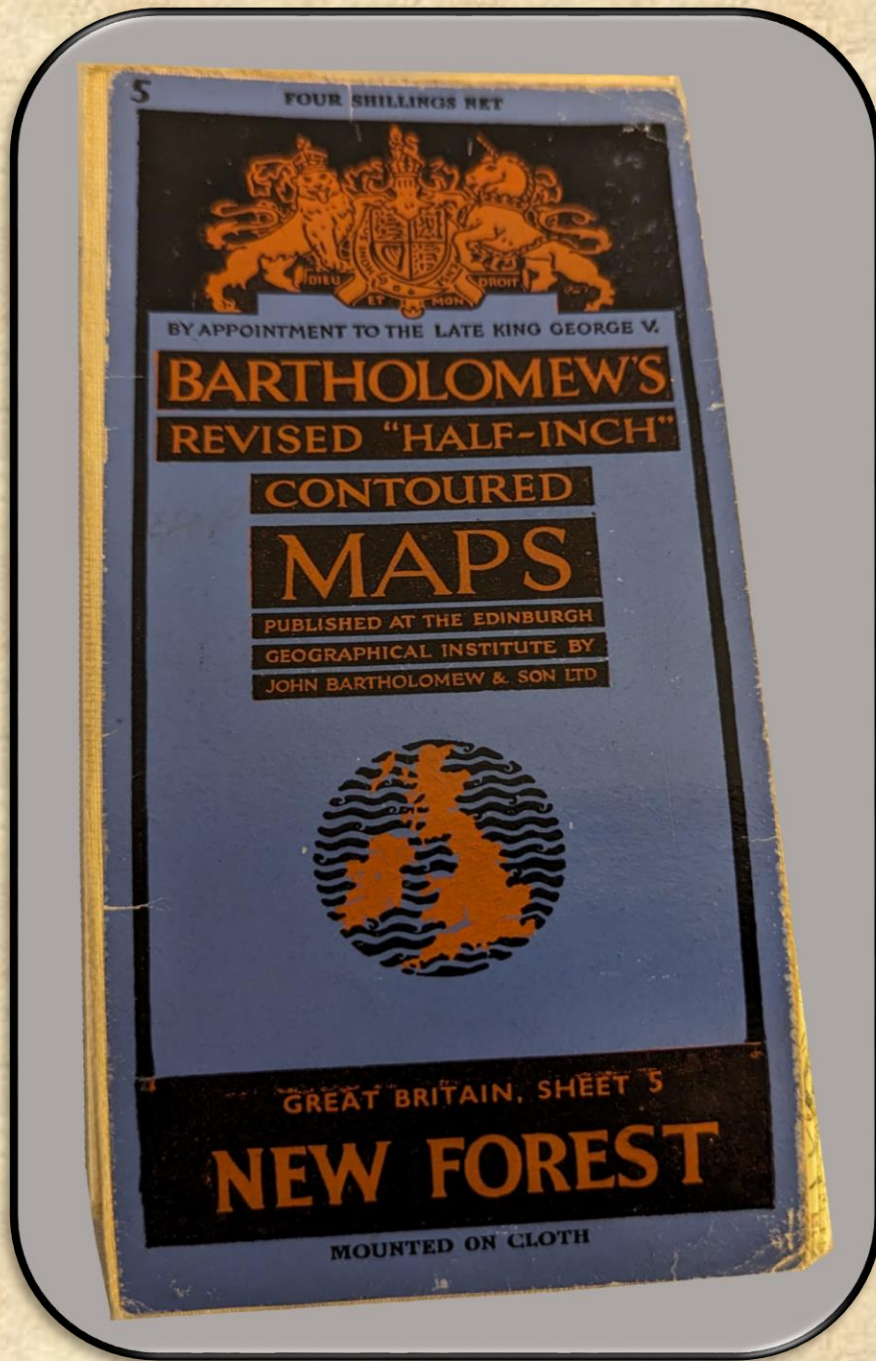 5
FOUR SHILLINGS NET
DIEU
DROIT
ET MON
BY APPOINTMENT TO THE LATE KING GEORGE V.
BARTHOLOMEW'S
REVISED "HALF-INCH"
CONTOURED
MAPS
PUBLISHED AT THE EDINBURGH
GEOGRAPHICAL INSTITUTE BY
JOHN BARTHOLOMEW & SON LTD
GREAT BRITAIN, SHEET 5
NEW FOREST
MOUNTED ON CLOTH